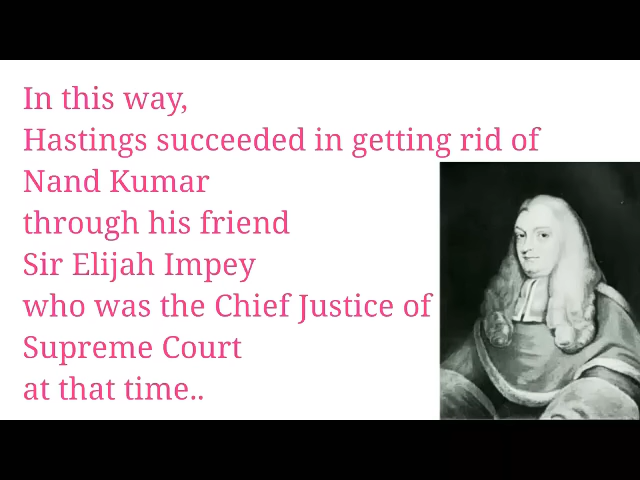 In this way,
Hastings succeeded in getting rid of
Nand Kumar
through his friend
Sir Elijah Impey
who was the Chief Justice of
Supreme Court
at that time..